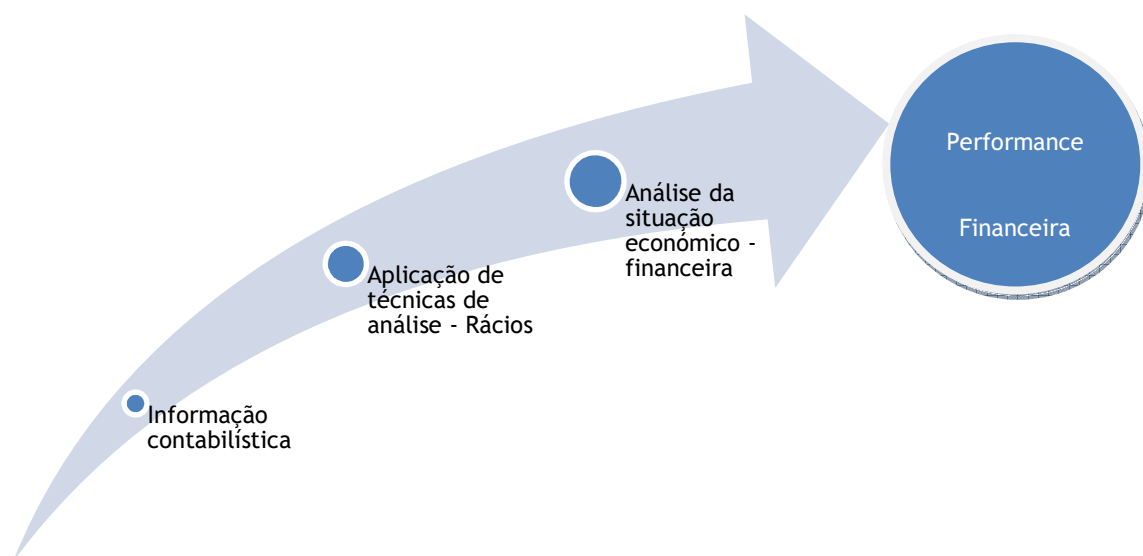 Informação
contabilística
Aplicação de
técnicas de
análise - Rácios
Análise da
situação
económico -
financeira
Performance
Financeira